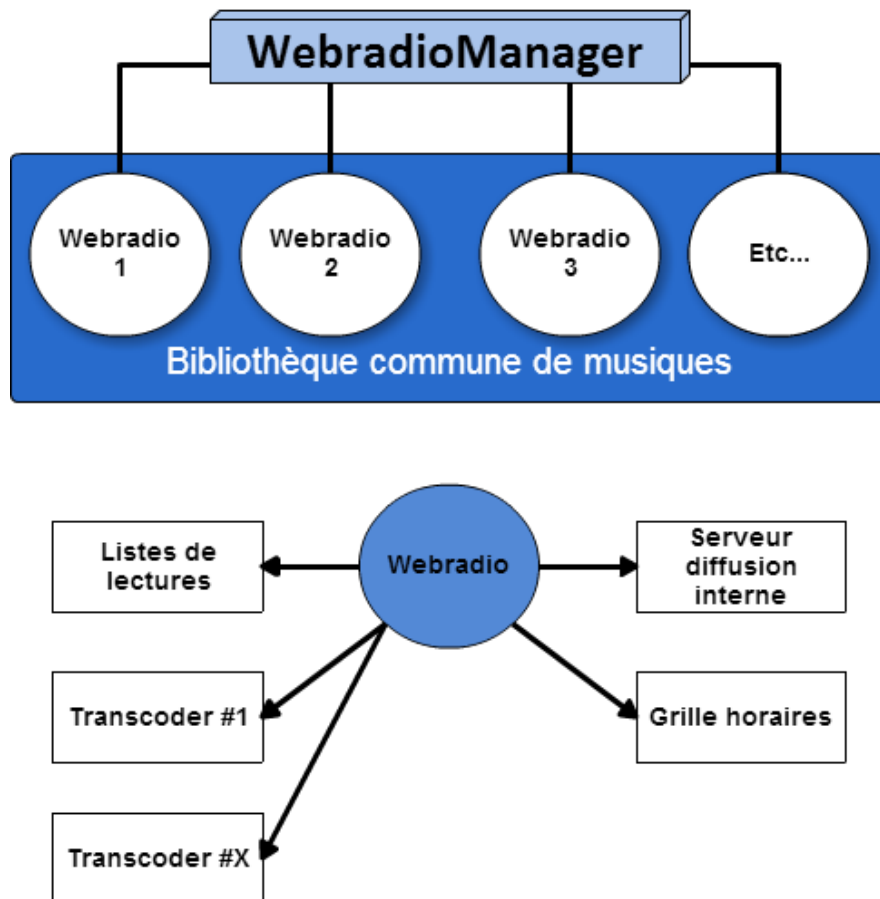 WebradioManager
Webradio
1
Webradio
2
Webradio
3
Etc...
Bibliothèque commune de musiques
Listes de
lectures
Webradio
Serveur
diffusion
interne
Transcoder #1
Grille horaires
Transcoder #X